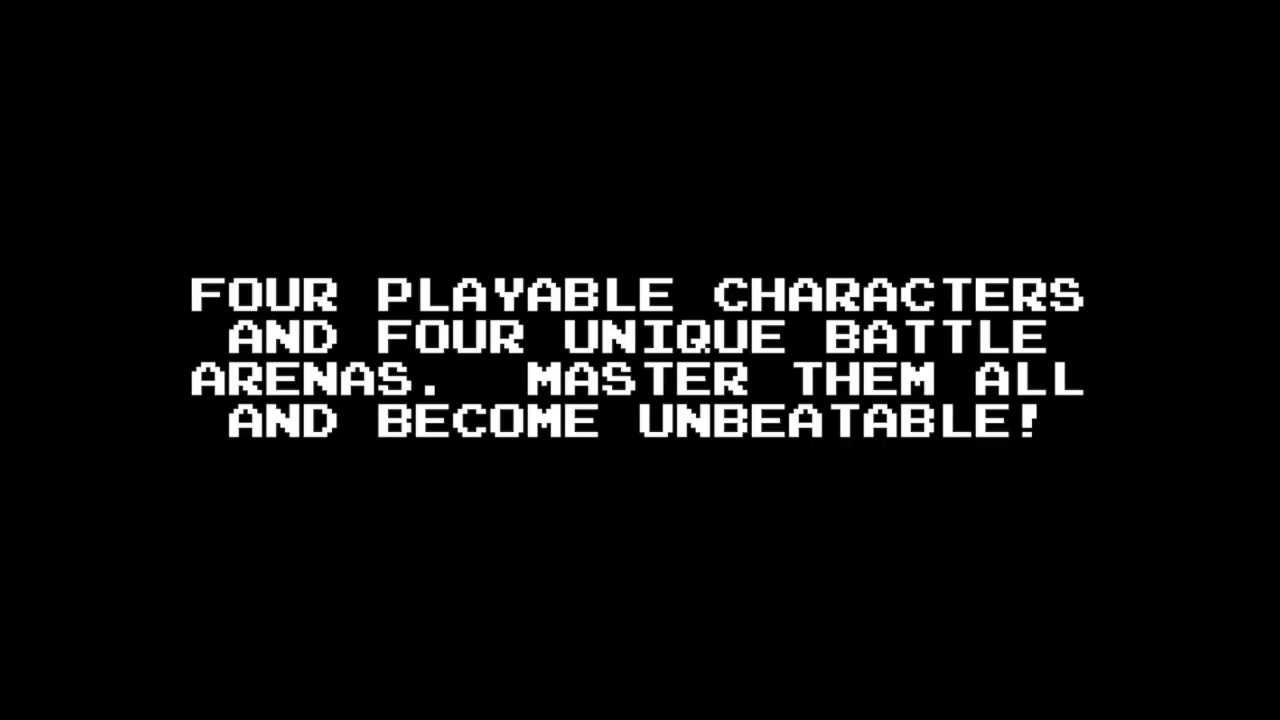 FOUR PLAYABLE CHARACTERS
AND FOUR UNIQUE BATTLE
ARENAS.  MASTER THEM ALL
AND BECOME UNBEATABLE!